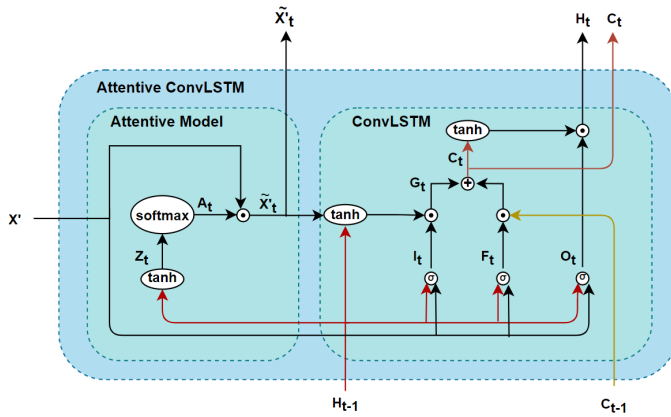 X̃'t
Ht
Ct
Attentive ConvLSTM
Attentive Model
ConvLSTM
tanh
Ct
Gt
+
softmax
At
X̃'t
tanh
X'
Zt
It
Ft
Ot
tanh
σ
σ
σ
Ht-1
Ct-1